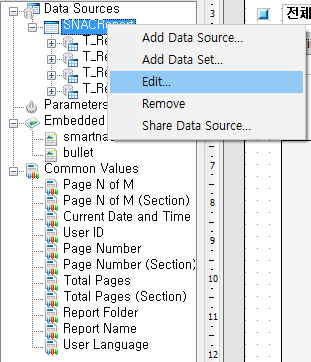 Data Sources
SNACReport
T_Re
T_Re
T_Re
T_Re
Parameters
Embedded
smartna
bullet
Common Values
Page N of M
Page N of M (Section)
Current Date and Time
User ID
Page Number
Page Number (Section)
Total Pages
Total Pages (Section)
Report Folder
Report Name
User Language
Add Data Source...
Add Data Set...
Edit...
Remove
Share Data Source...
전체
3
7
8
9
10
11
12